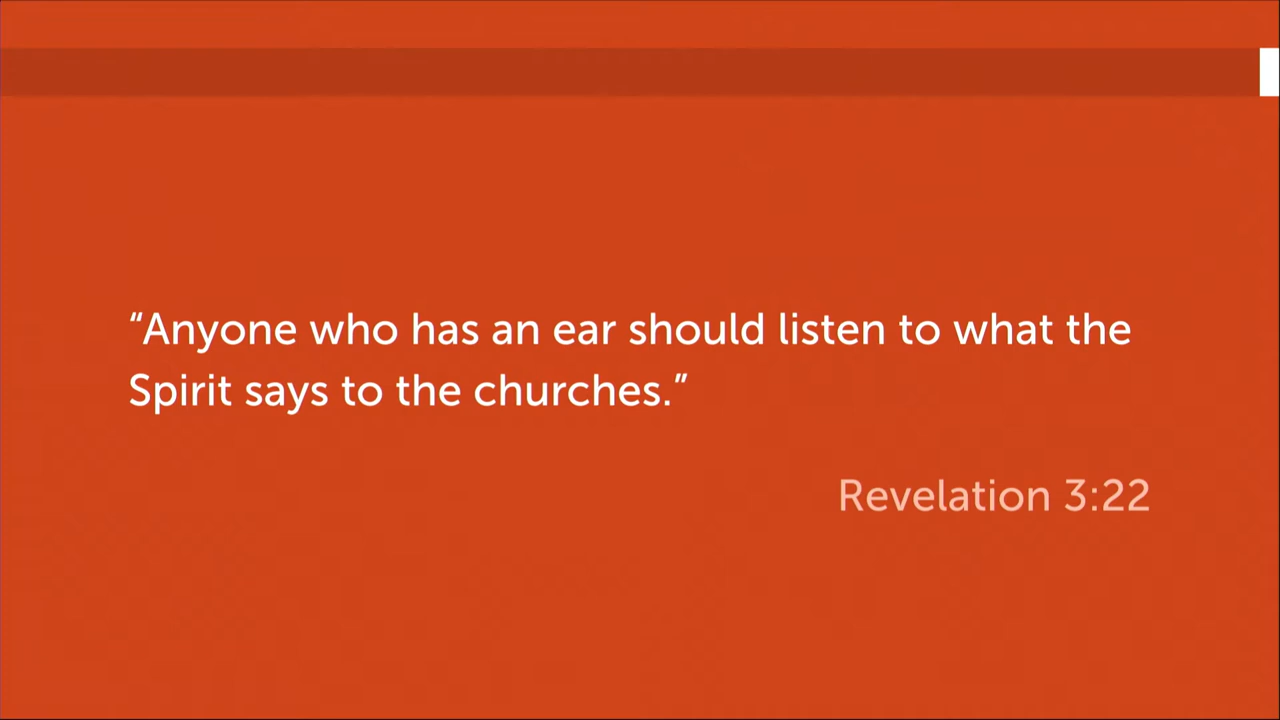 “Anyone who has an ear should listen to what the
Spirit says to the churches.”
Revelation 3:22